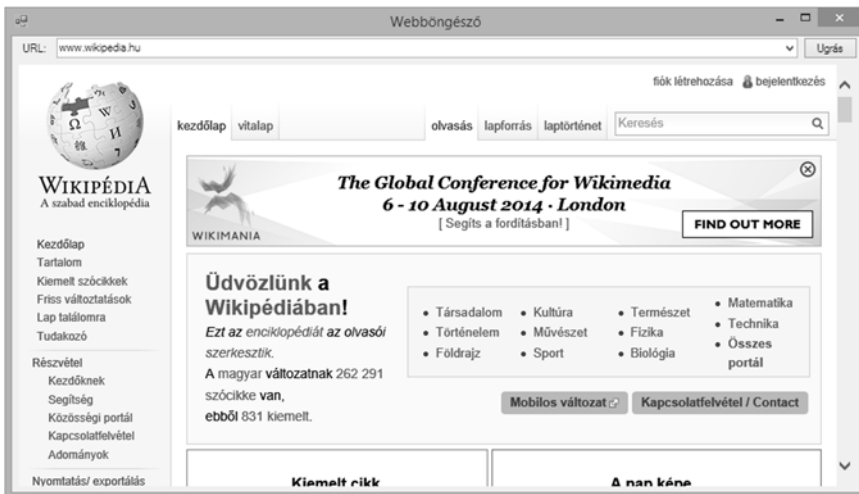 Webböngésző
URL: www.wikipedia.hu Ugrás
fiók létrehozása bejelentkezés
kezdőlap vitalap olvasás lapforrás laptörténet Keresés
WIKIPÉDIA
A szabad enciklopédia
Kezdőlap
Tartalom
Kiemelt szócikkek
Friss változtatások
Lap találomra
Tudakozó
Részvétel
Kezdőknek
Segítség
Közösségi portál
Kapcsolatfelvétel
Adományok
Nyomtatás/ exportálás
WIKIMANIA
The Global Conference for Wikimedia
6 - 10 August 2014 · London
[ Segíts a fordításban! ]
FIND OUT MORE
Üdvözlünk a
Wikipédiában!
Ezt az enciklopédiát az olvasói
szerkesztik.
A magyar változatnak 262 291
szócikke van,
ebből 831 kiemelt.
• Társadalom
• Történelem
• Földrajz
• Kultúra
• Művészet
• Sport
• Természet
• Fizika
• Biológia
• Matematika
• Technika
• Összes
portál
Mobilos változat Kapcsolatfelvétel / Contact
Kiemelt cikk A nap képe